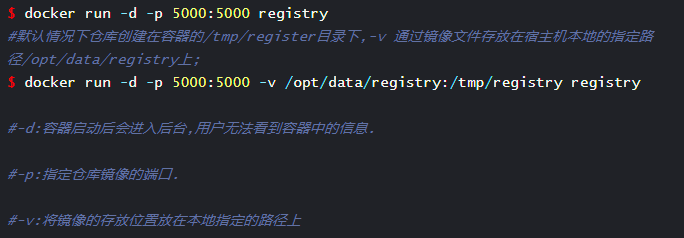 $ docker run -d -p 5000:5000 registry
#默认情况下仓库创建在容器的/tmp/register目录下,-v 通过镜像文件存放在宿主机本地的指定路
径/opt/data/registry上;
$ docker run -d -p 5000:5000 -v /opt/data/registry:/tmp/registry registry
#-d:容器启动后会进入后台,用户无法看到容器中的信息.
#-p:指定仓库镜像的端口.
#-v:将镜像的存放位置放在本地指定的路径上